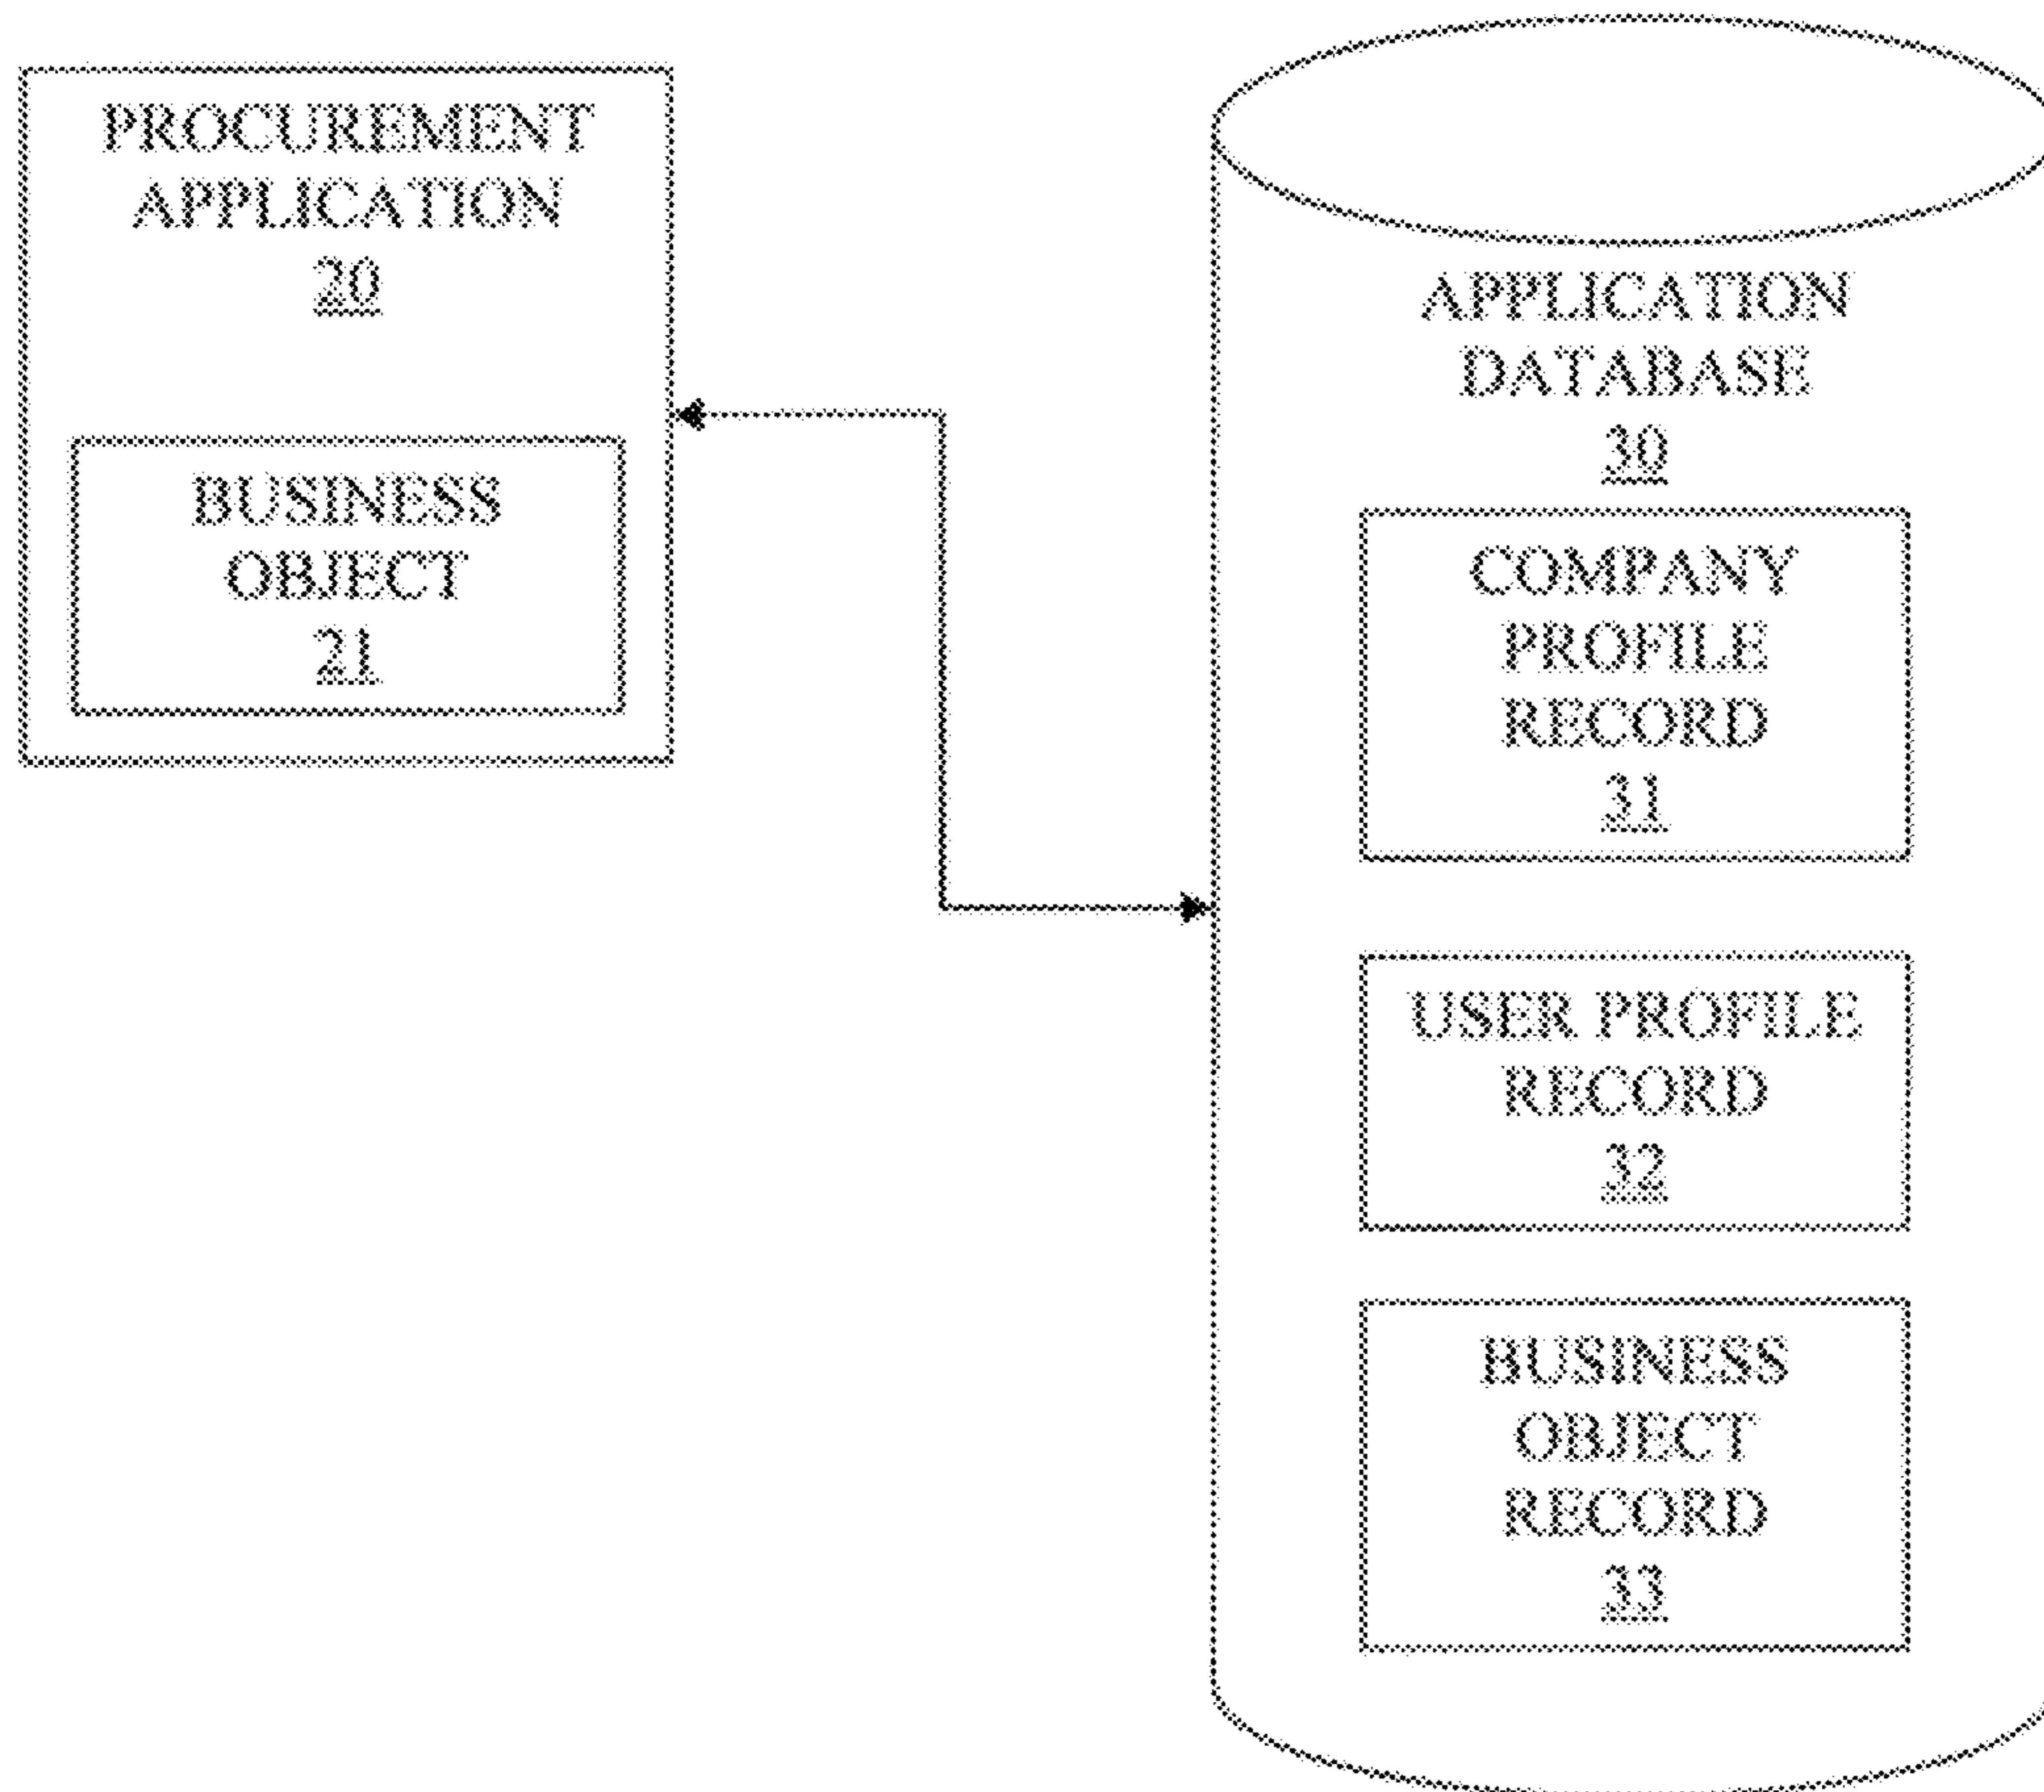 PROCUREMENT
APPLICATION
20
BUSINESS
OBJECT
21
APPLICATION
DATABASE
30
COMPANY
PROFILE
RECORD
31
USER PROFILE
RECORD
32
BUSINESS
OBJECT
RECORD
33